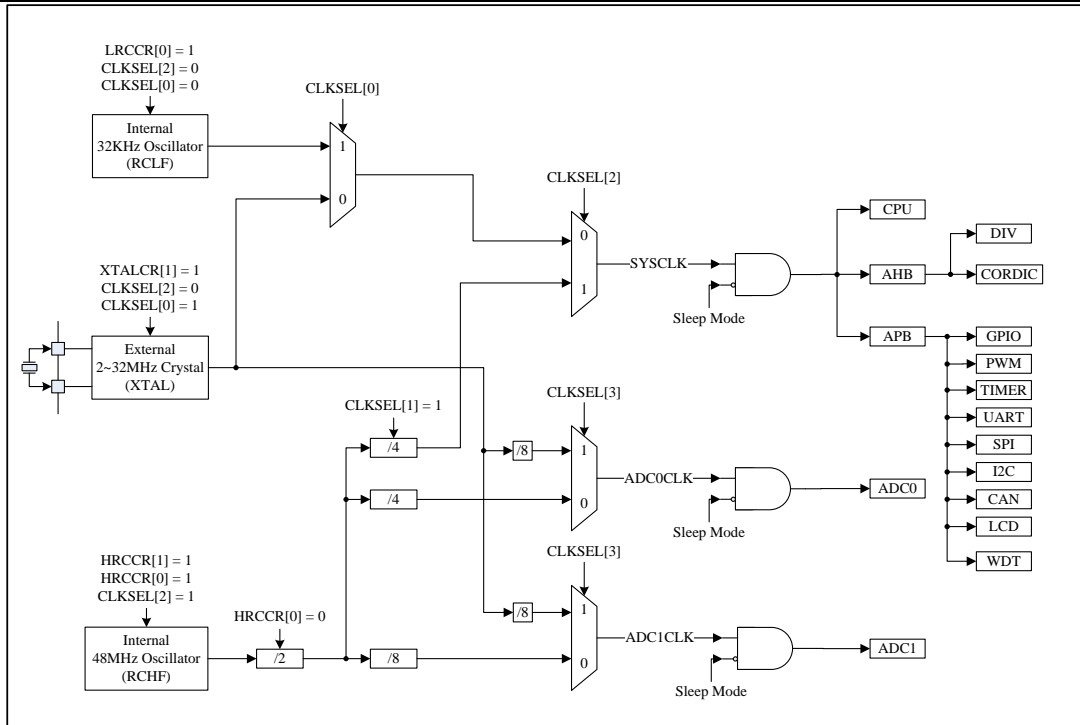 LRCCR[0] = 1
CLKSEL[2] = 0
CLKSEL[0] = 0
Internal
32KHz Oscillator
(RCLF)
CLKSEL[0]
1
0
XTALCR[1] = 1
CLKSEL[2] = 0
CLKSEL[0] = 1
External
2~32MHz Crystal
(XTAL)
CLKSEL[2]
0
1
SYSCLK
Sleep Mode
CPU
AHB
DIV
CORDIC
APB
GPIO
PWM
TIMER
UART
SPI
I2C
CAN
LCD
WDT
CLKSEL[1] = 1
/4
/4
/8
CLKSEL[3]
1
0
ADC0CLK
Sleep Mode
ADC0
HRCCR[1] = 1
HRCCR[0] = 1
CLKSEL[2] = 1
Internal
48MHz Oscillator
(RCHF)
HRCCR[0] = 0
/2
/8
/8
CLKSEL[3]
1
0
ADC1CLK
Sleep Mode
ADC1